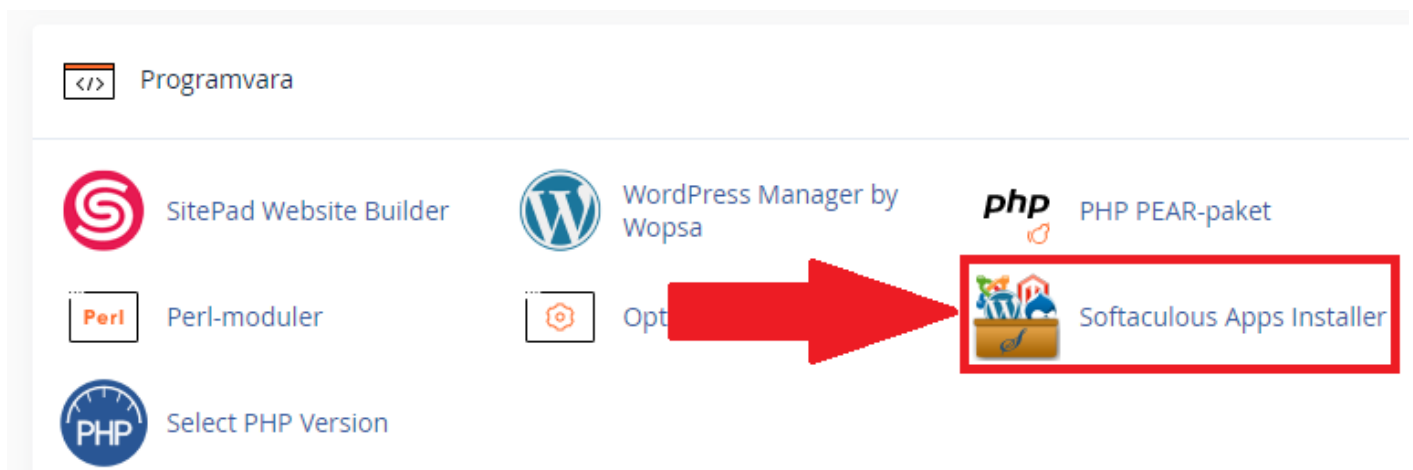 Programvara
SitePad Website Builder
WordPress Manager by
Wopsa
php
PHP PEAR-paket
Perl
Perl-moduler
Opt
Softaculous Apps Installer
PHP
Select PHP Version